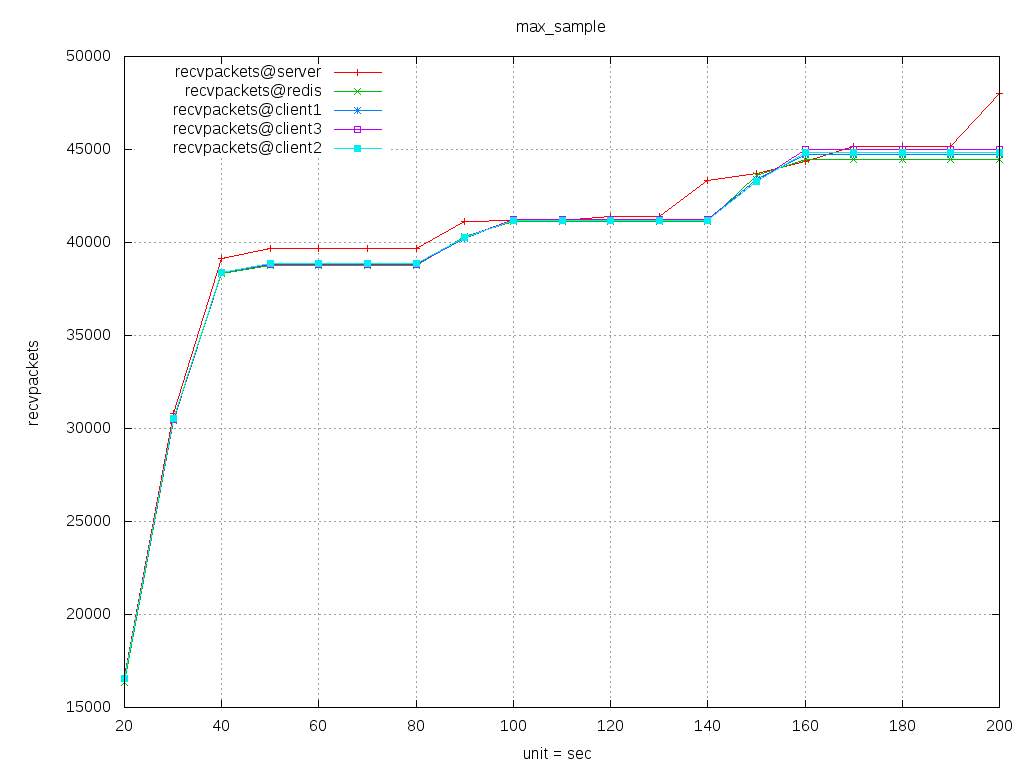 max_sample
50000
45000
40000
35000
30000
25000
20000
15000
recvpackets
recvpackets@server
recvpackets@redis
recvpackets@client1
recvpackets@client3
recvpackets@client2
20 40 60 80 100 120 140 160 180 200
unit = sec